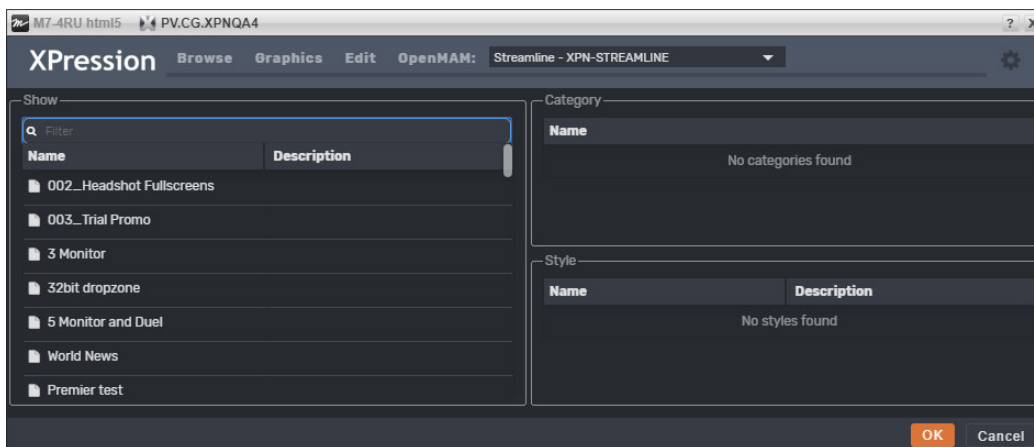 M7-4RU html5 PV.CG.XPNQA4 ?
XPression Browse Graphics Edit OpenMAM: Streamline - XPN-STREAMLINE
Show
Filter
Name Description
002_Headshot Fullscreens
003_Trial Promo
3 Monitor
32bit dropzone
5 Monitor and Duel
World News
Premier test
Category
Name
No categories found
Style
Name Description
No styles found
OK Cancel